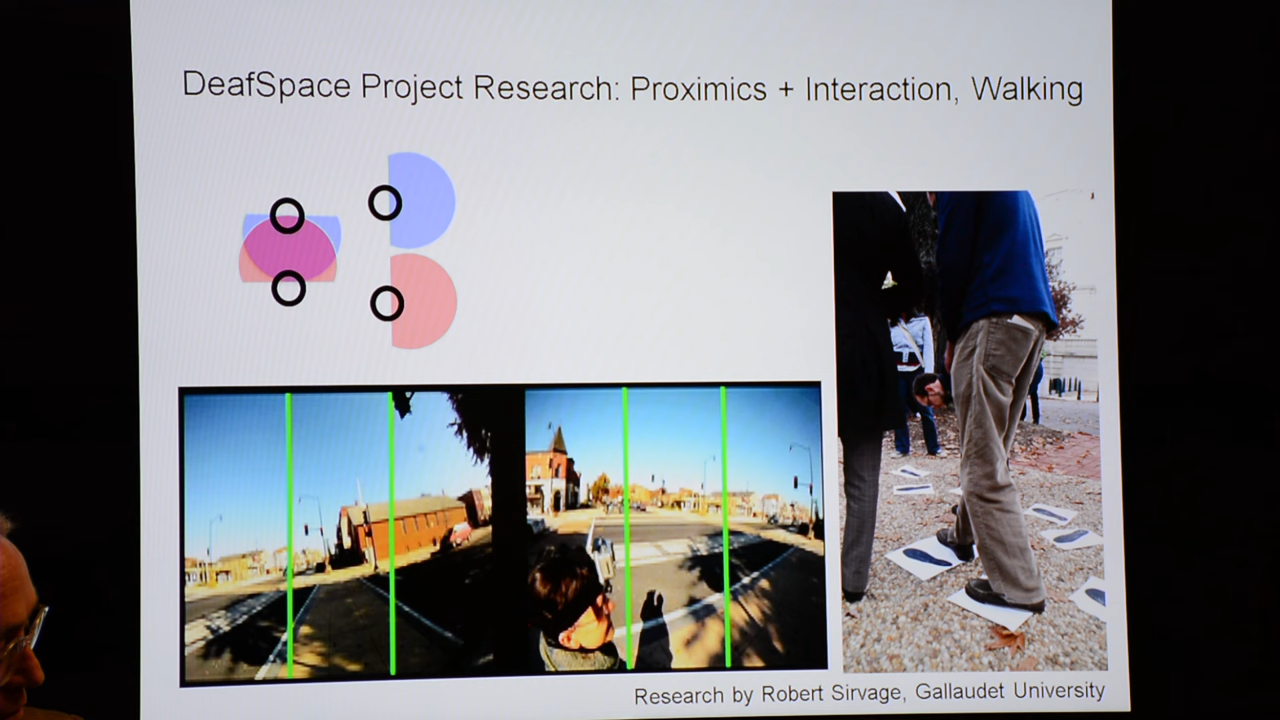 DeafSpace Project Research: Proximics + Interaction, Walking
Research by Robert Sirvage, Gallaudet University